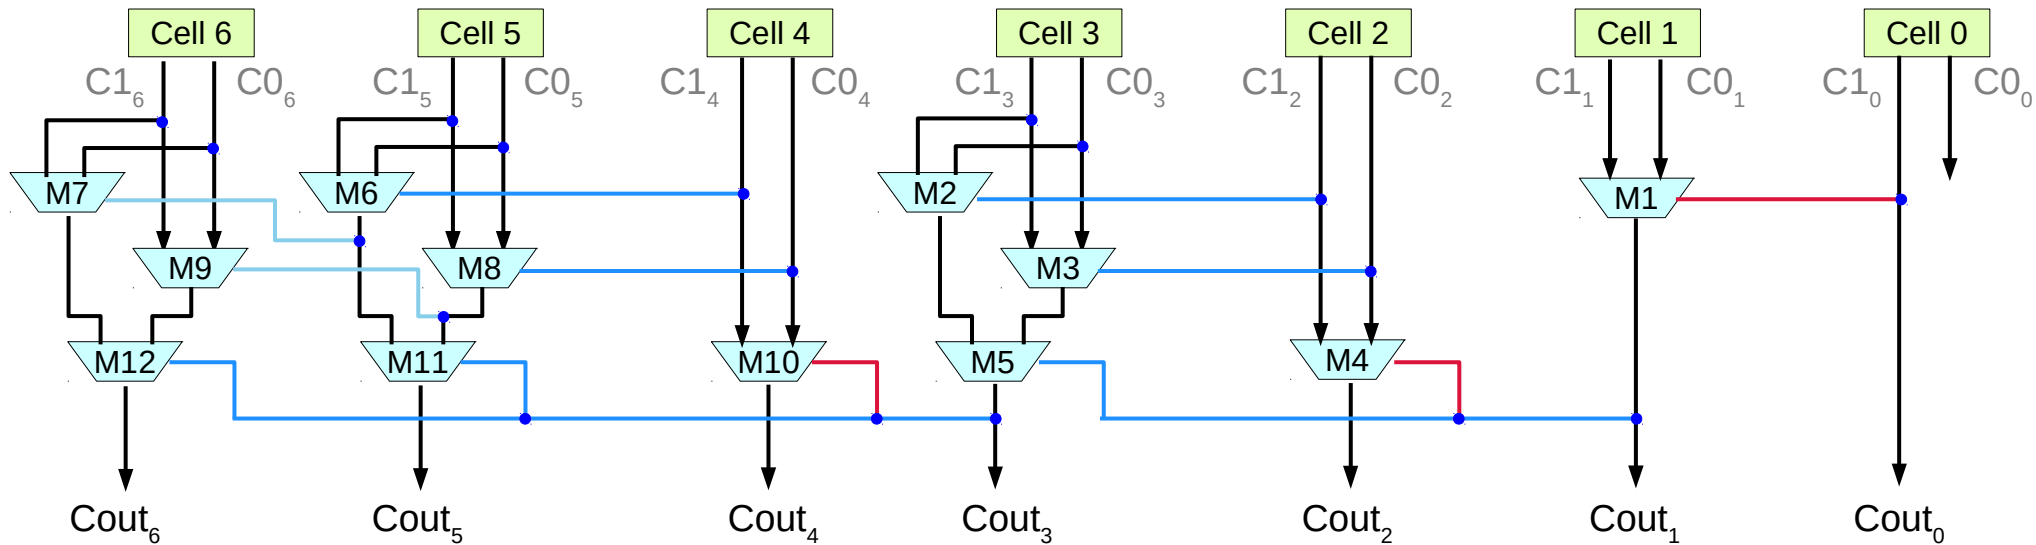 Cell 6 Cell 5 Cell 4 Cell 3 Cell 2 Cell 1 Cell 0
C1₆ C0₆ C1₅ C0₅ C1₄ C0₄ C1₃ C0₃ C1₂ C0₂ C1₁ C0₁ C1₀ C0₀
M7 M6 M2 M1
M9 M8 M3
M12 M11 M10 M5 M4
Cout₆ Cout₅ Cout₄ Cout₃ Cout₂ Cout₁ Cout₀